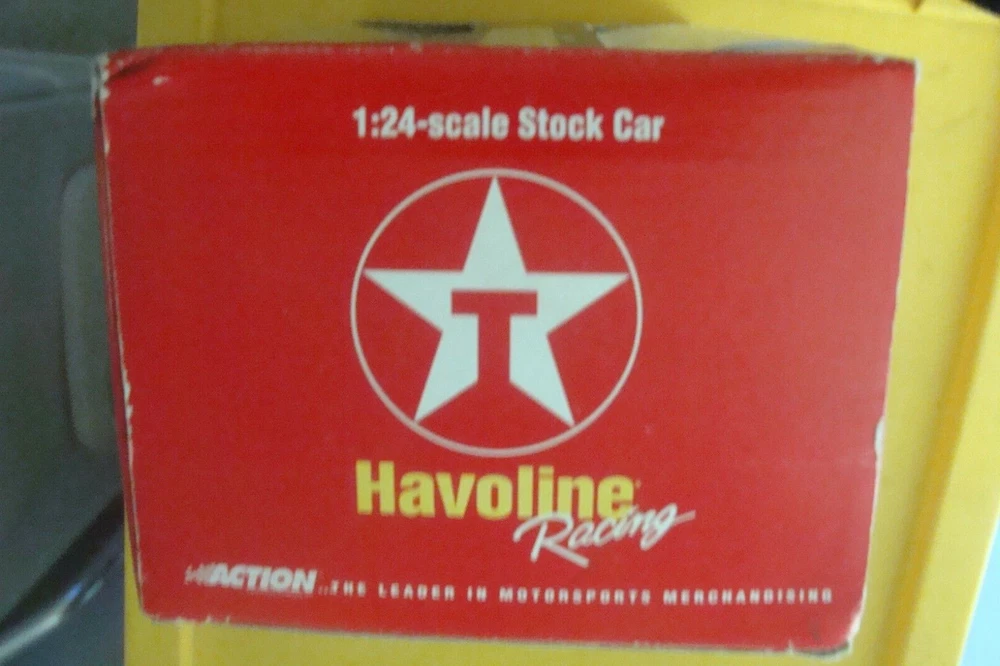 1:24-scale Stock Car
T
Havoline
Racing
ACTION...THE LEADER IN MOTORSPORTS MERCHANDISING